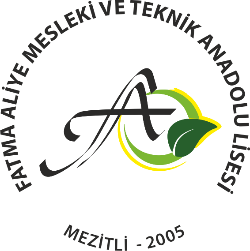 FATMA ALİYE MESLEKİ VE TEKNİK ANADOLU LİSESİ
A
MEZİTLİ - 2005